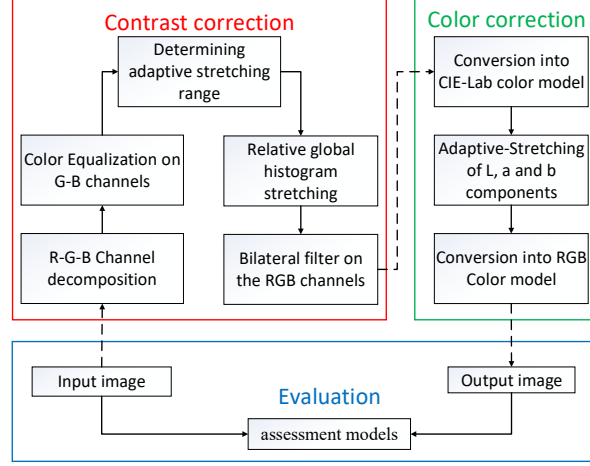 Contrast correction
Determining
adaptive stretching
range
Color Equalization on
G-B channels
R-G-B Channel
decomposition
Relative global
histogram
stretching
Bilateral filter on
the RGB channels
Color correction
Conversion into
CIE-Lab color model
Adaptive-Stretching
of L, a and b
components
Conversion into RGB
Color model
Input image
Evaluation
Output image
assessment models